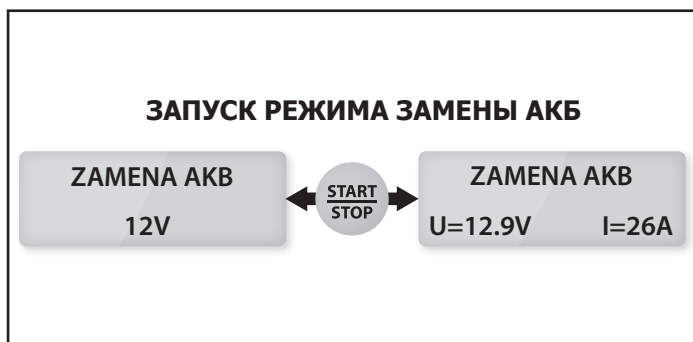 ЗАПУСК РЕЖИМА ЗАМЕНЫ АКБ
ZAMENA AKB
12V
START
STOP
ZAMENA AKB
U=12.9V I=26A